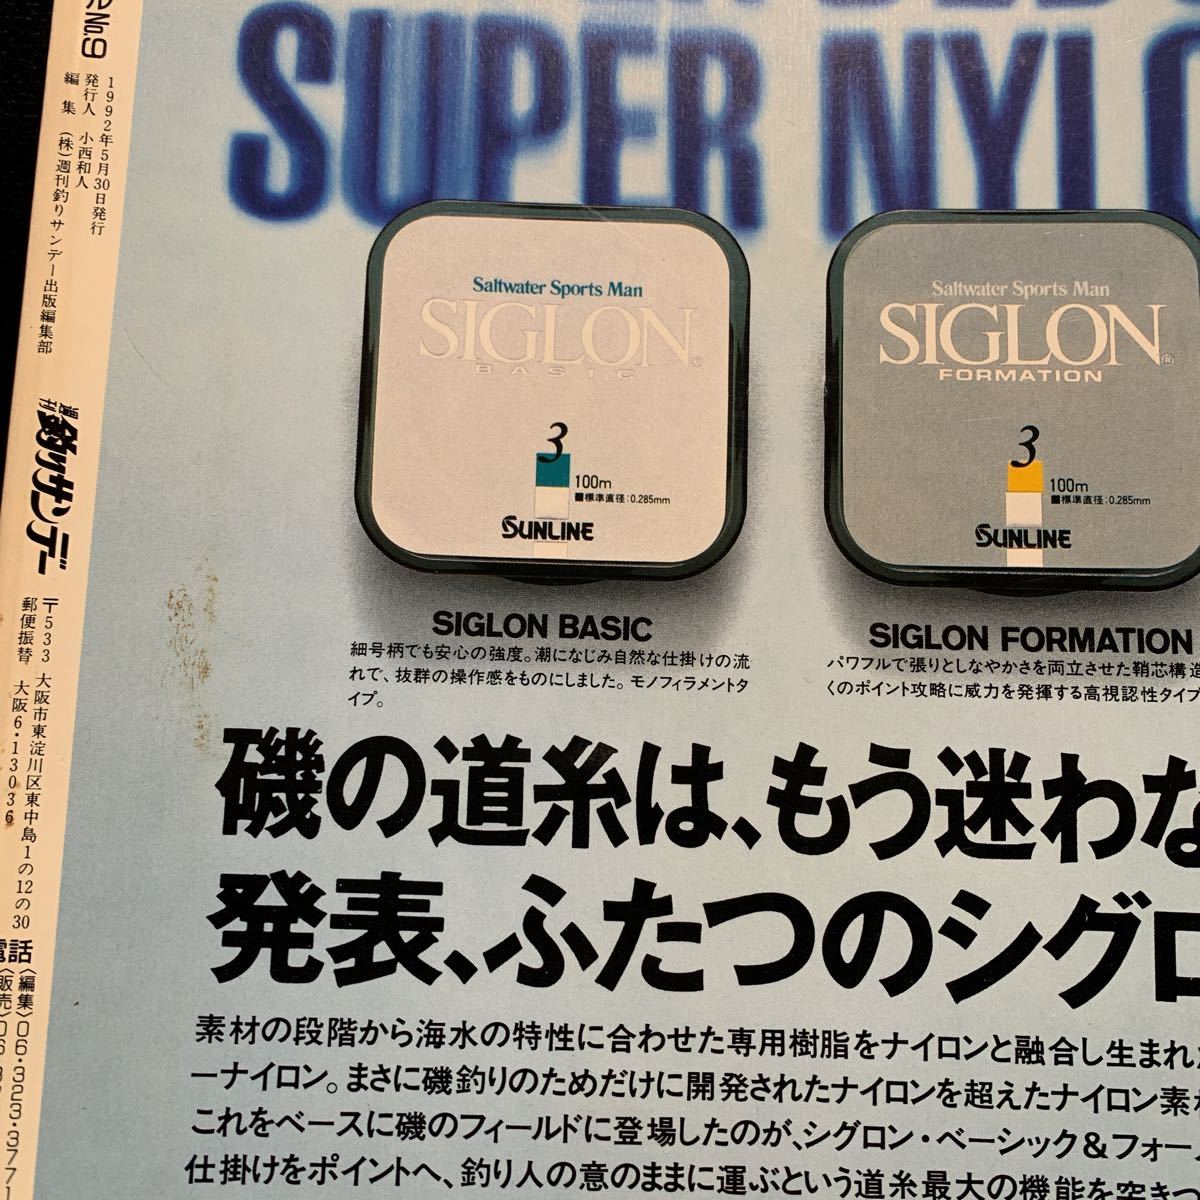 SUPER NYLO
Saltwater Sports Man
SIGLON®
BASIC
3
100m
■標準直径:0.285mm
SUNLINE
Saltwater Sports Man
SIGLON®
FORMATION
3
100m
■標準直径:0.285mm
SUNLINE
SIGLON BASIC
細号柄でも安心の強度。潮になじみ自然な仕掛けの流
れで、抜群の操作感をものにしました。モノフィラメントタ
イプ。
SIGLON FORMATION
パワフルで張りとしなやかさを両立させた鞘芯構造
くのポイント攻略に威力を発揮する高視認性タイプ
磯の道糸は、もう迷わな
発表、ふたつのシグロ
素材の段階から海水の特性に合わせた専用樹脂をナイロンと融合し生まれ
ーナイロン。まさに磯釣りのためだけに開発されたナイロンを超えたナイロン素
これをベースに磯のフィールドに登場したのが、シグロン・ベーシック&フォー
仕掛けをポイントへ、釣り人の意のままに運ぶという道糸最大の機能を突きつ
No.9
1992年5月30日発行
発行人 小西和人
編集 (株)週刊釣りサンデー出版編集部
週刊釣りサンデー
〒533 大阪市東淀川区東中島1の12の30
郵便振替 大阪6・13036
電話〈編集〉06・323・3771
〈販売〉06